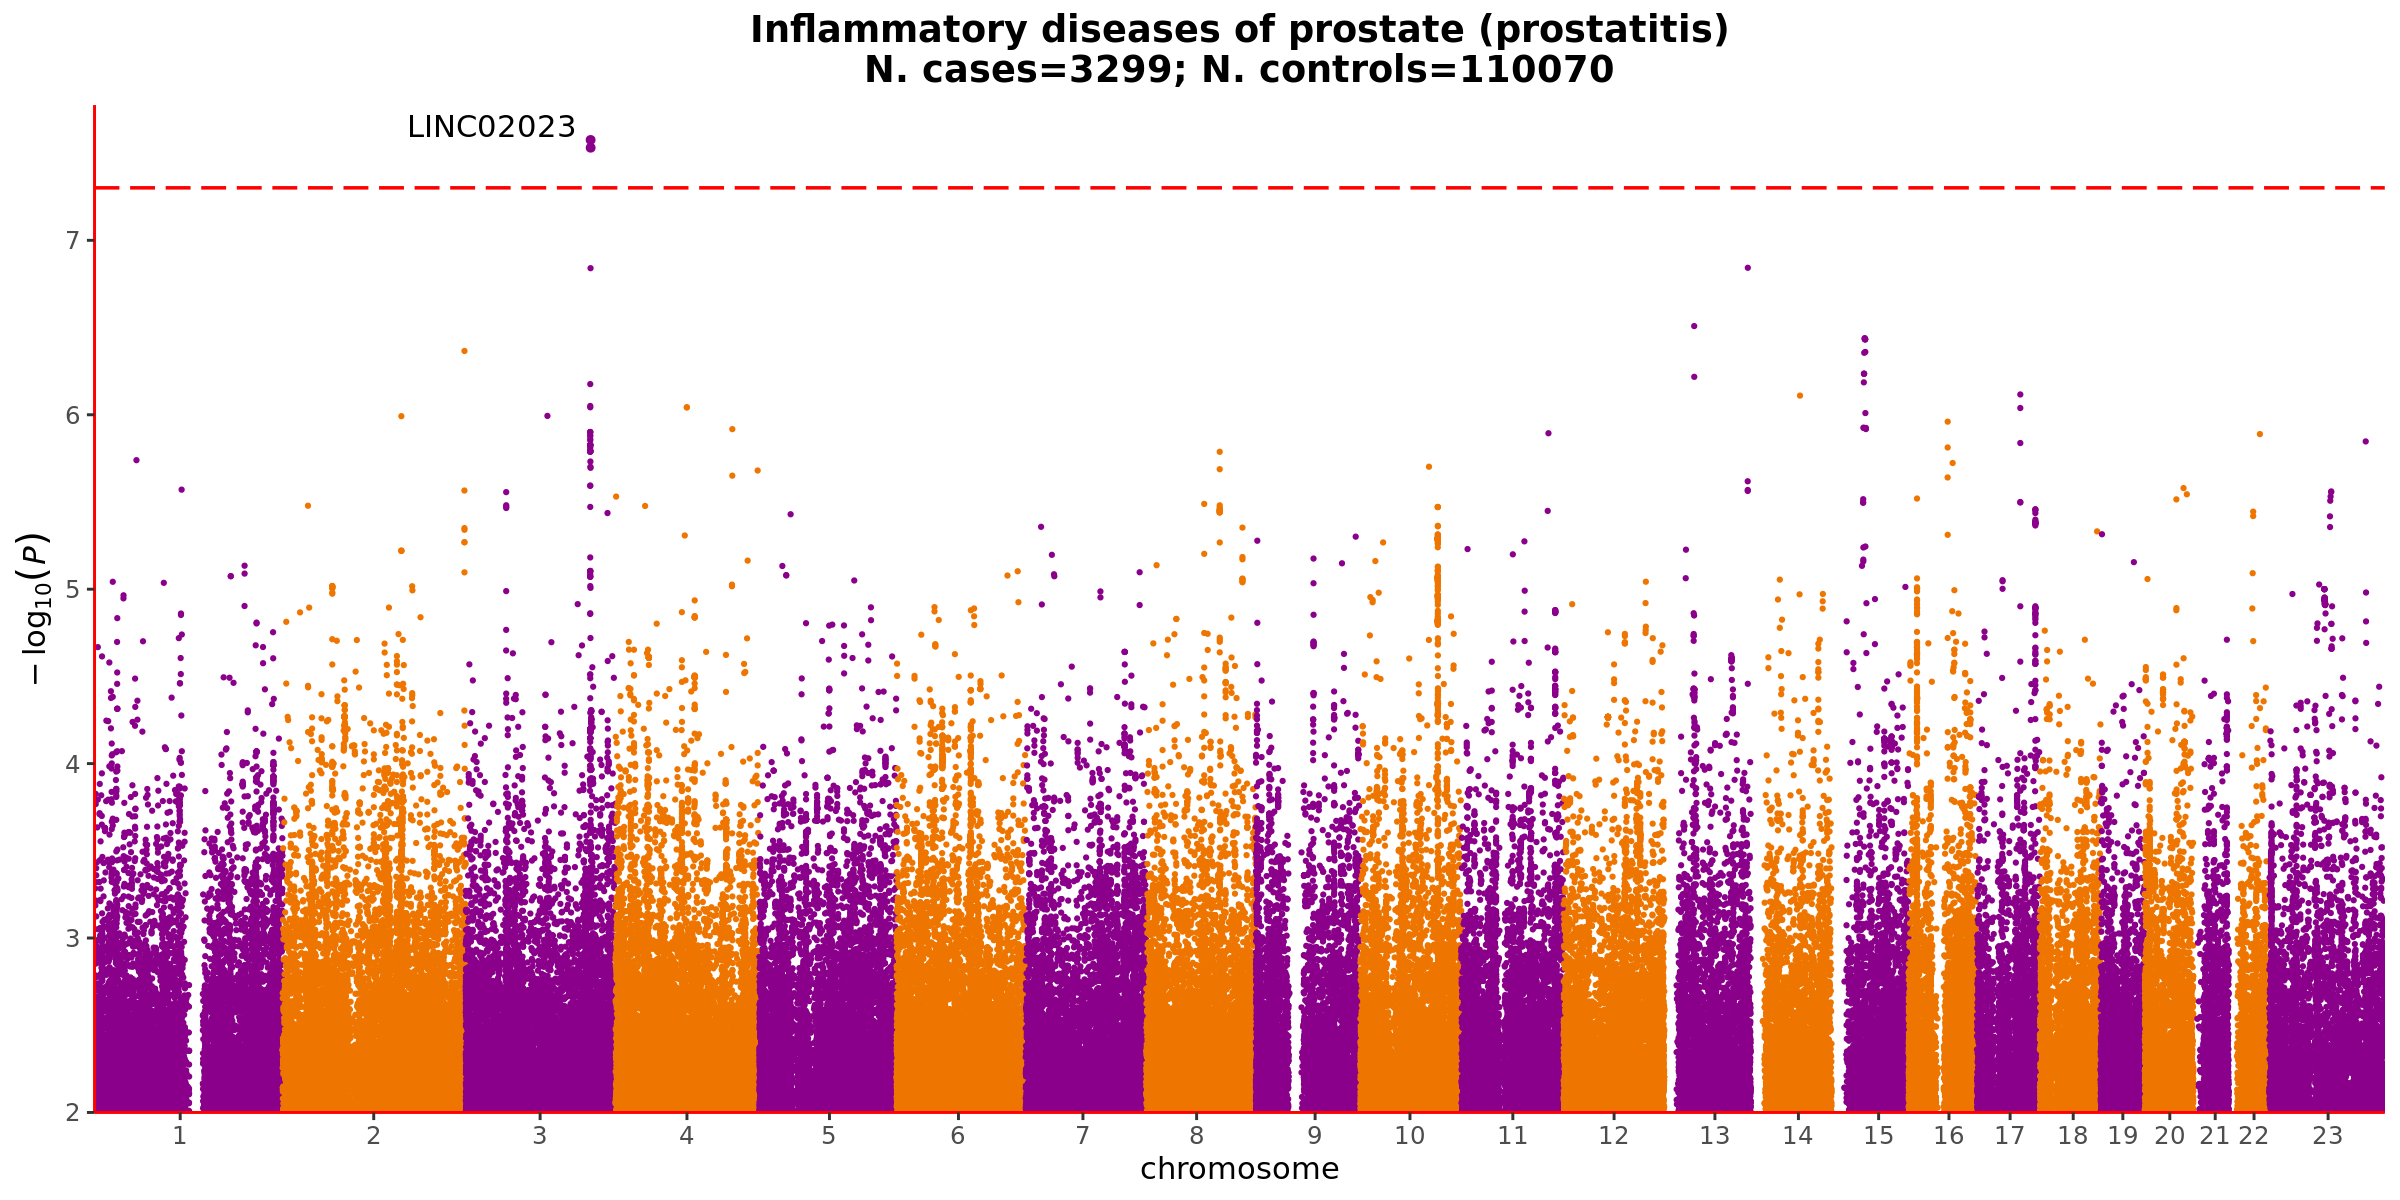 Inflammatory diseases of prostate (prostatitis)
N. cases=3299; N. controls=110070
LINC02023
7
6
5
4
3
2
− log₁₀(P)
1 2 3 4 5 6 7 8 9 10 11 12 13 14 15 16 17 18 19 20 21 22 23
chromosome